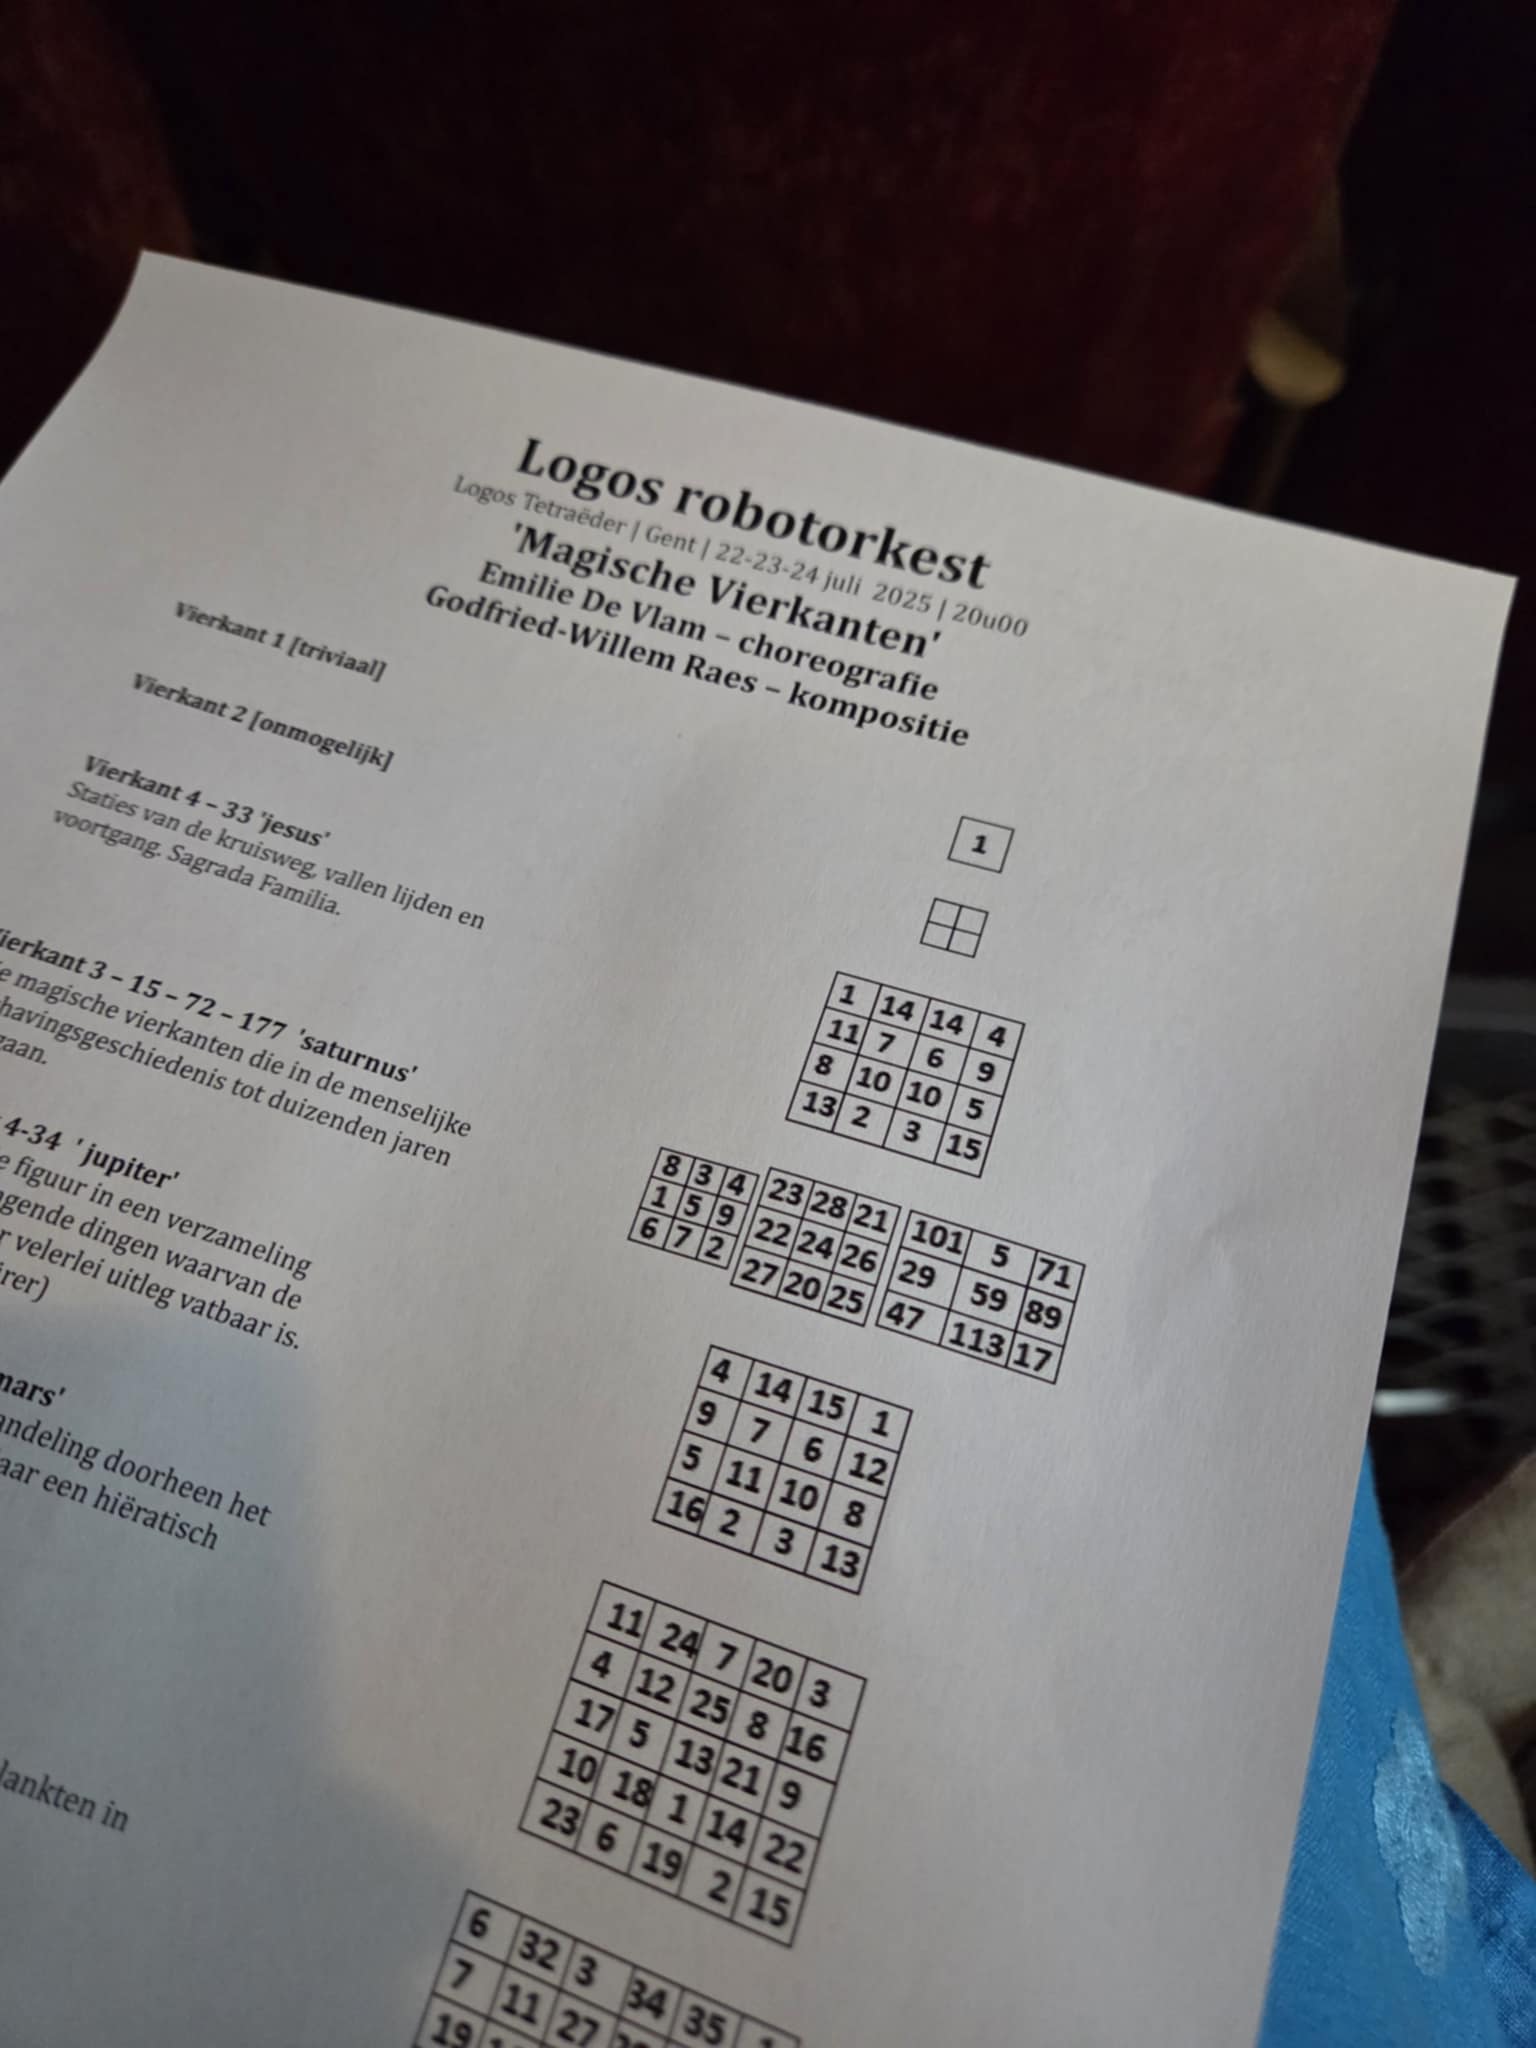 Logos robotorkest
Logos Tetraëder | Gent | 22-23-24 juli 2025 | 20u00
'Magische Vierkanten'
Emilie De Vlam – choreografie
Godfried-Willem Raes – kompositie
Vierkant 1 [triviaal]
1
Vierkant 2 [onmogelijk]
Vierkant 4 – 33 'jesus'
Staties van de kruisweg, vallen lijden en
voortgang. Sagrada Familia.
1 14 14 4
11 7 6 9
8 10 10 5
13 2 3 15
ierkant 3 – 15 – 72 – 177 'saturnus'
e magische vierkanten die in de menselijke
havingsgeschiedenis tot duizenden jaren
gaan.
8 3 4
1 5 9
6 7 2
23 28 21
22 24 26
27 20 25
101 5 71
29 59 89
47 113 17
4-34 'jupiter'
e figuur in een verzameling
gende dingen waarvan de
r velerlei uitleg vatbaar is.
irer)
4 14 15 1
9 7 6 12
5 11 10 8
16 2 3 13
mars'
andeling doorheen het
aar een hiëratisch
11 24 7 20 3
4 12 25 8 16
17 5 13 21 9
10 18 1 14 22
23 6 19 2 15
lankten in
6 32 3 34 35 1
7 11 27
19